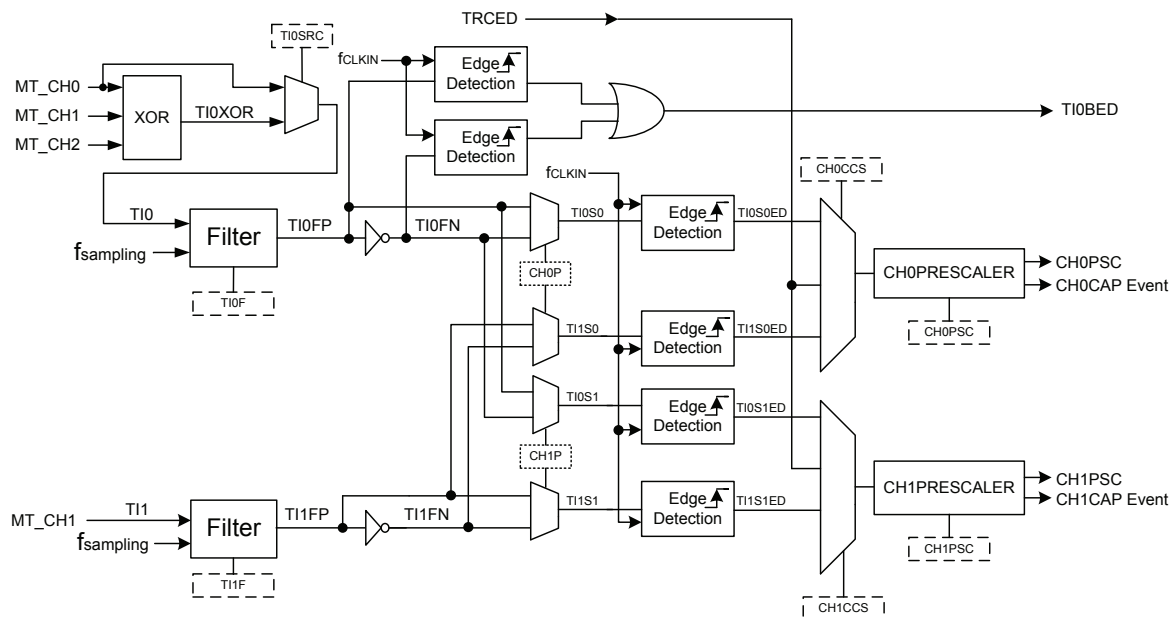 TRCED
TI0SRC
fCLKIN
Edge
Detection
MT_CH0
MT_CH1
MT_CH2
XOR
TI0XOR
TI0BED
Edge
Detection
fCLKIN
CH0CCS
TI0
fsampling
Filter
TI0F
TI0FP
TI0FN
TI0S0
Edge
Detection
TI0S0ED
CH0P
CH0PRESCALER
CH0PSC
CH0CAP Event
CH0PSC
TI1S0
Edge
Detection
TI1S0ED
TI0S1
Edge
Detection
TI0S1ED
CH1P
CH1PRESCALER
CH1PSC
CH1CAP Event
CH1PSC
MT_CH1
TI1
fsampling
Filter
TI1F
TI1FP
TI1FN
TI1S1
Edge
Detection
TI1S1ED
CH1CCS